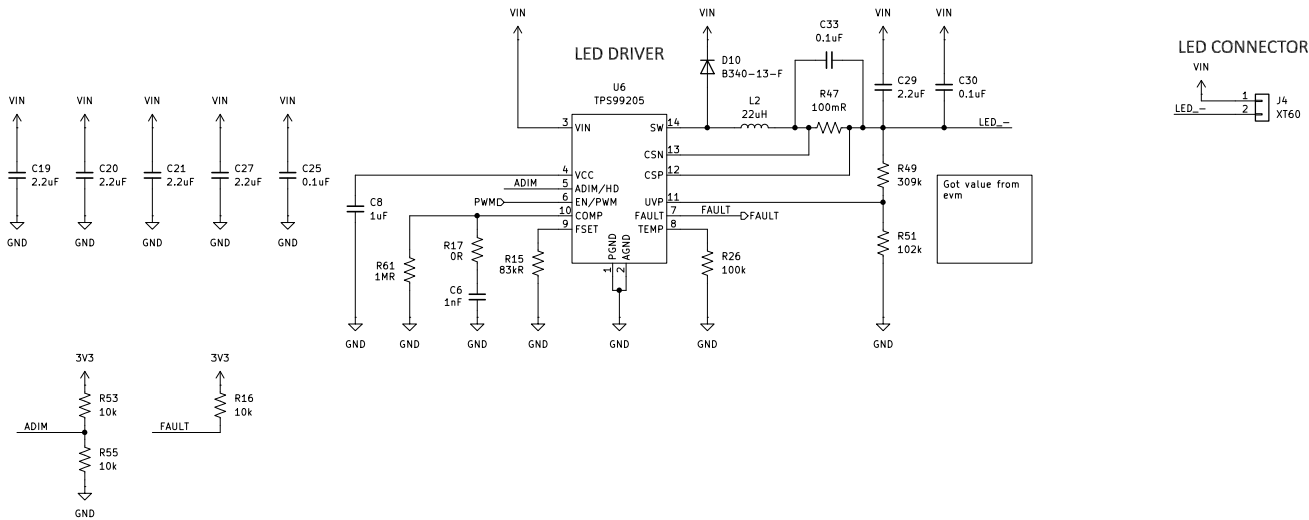 LED DRIVER
LED CONNECTOR
VIN
VIN
VIN
VIN
VIN
VIN
VIN
VIN
VIN
VIN
VIN
C19
2.2uF
C20
2.2uF
C21
2.2uF
C27
2.2uF
C25
0.1uF
GND
GND
GND
GND
GND
U6
TPS99205
3 VIN
4 VCC
5 ADIM/HD
6 EN/PWM
10 COMP
9 FSET
SW 14
CSN 13
CSP 12
UVP 11
FAULT 7
TEMP 8
PGND 1
AGND 2
ADIM
PWM
FAULT
FAULT
C8
1uF
R61
1MR
R17
0R
C6
1nF
R15
83kR
R26
100k
D10
B340-13-F
L2
22uH
C33
0.1uF
R47
100mR
C29
2.2uF
C30
0.1uF
LED_-
R49
309k
R51
102k
Got value from
evm
GND
GND
GND
GND
GND
GND
GND
LED_-
1
2
J4
XT60
3V3
R53
10k
ADIM
R55
10k
GND
3V3
R16
10k
FAULT